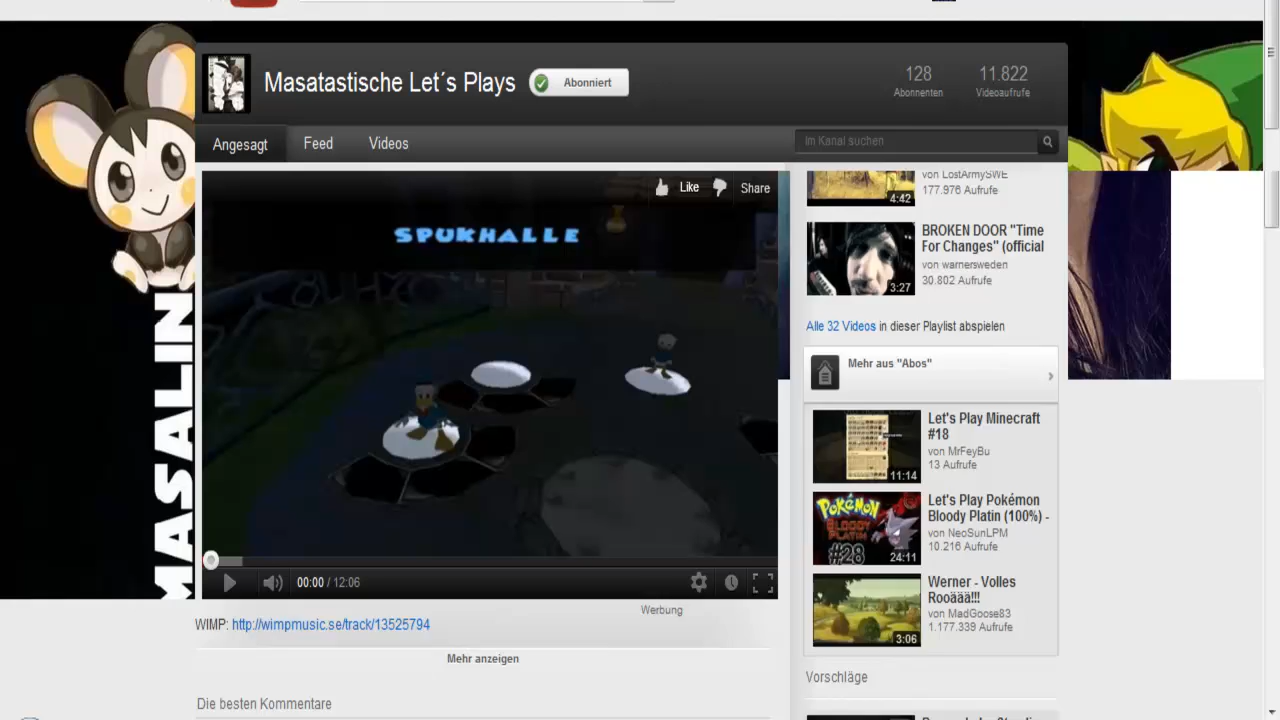 Masatastische Let´s Plays
Abonniert
128
Abonnenten
11.822
Videoaufrufe
Angesagt
Feed
Videos
Im Kanal suchen
MASALIN
Like
Share
SPUKHALLE
00:00 / 12:06
Werbung
WIMP: http://wimpmusic.se/track/13525794
Mehr anzeigen
Die besten Kommentare
von LostArmySWE
177.976 Aufrufe
4:42
BROKEN DOOR "Time
For Changes" (official
von warnersweden
30.802 Aufrufe
3:27
Alle 32 Videos in dieser Playlist abspielen
Mehr aus "Abos"
Let's Play Minecraft
#18
von MrFeyBu
13 Aufrufe
11:14
Let's Play Pokémon
Bloody Platin (100%) -
von NeoSunLPM
10.216 Aufrufe
POKéMON
BLOODY
PLATIN
#28
24:11
Werner - Volles
Rooäää!!!
von MadGoose83
1.177.339 Aufrufe
3:06
Vorschläge